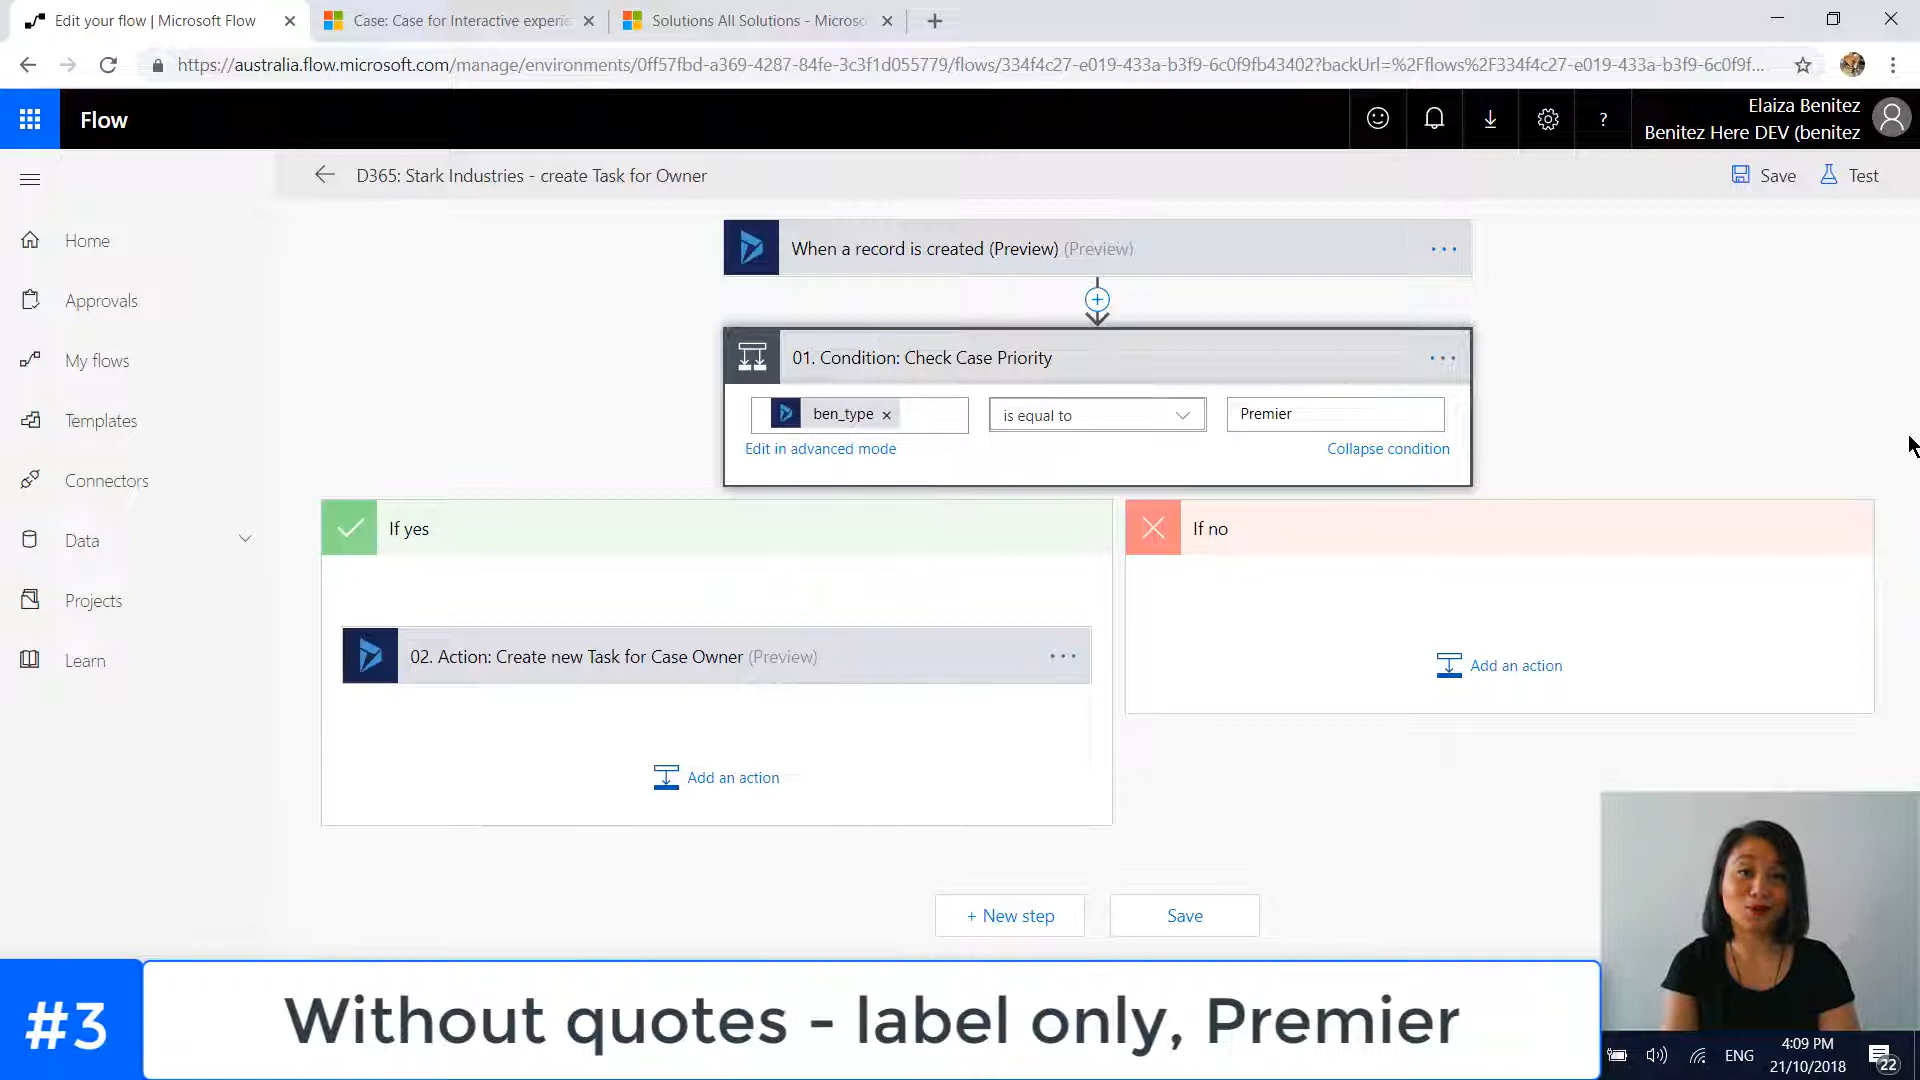 Edit your flow | Microsoft Flow
Case: Case for Interactive experie
Solutions All Solutions - Microso
https://australia.flow.microsoft.com/manage/environments/0ff57fbd-a369-4287-84fe-3c3f1d055779/flows/334f4c27-e019-433a-b3f9-6c0f9fb43402?backUrl=%2Fflows%2F334f4c27-e019-433a-b3f9-6c0f9f...
Flow
?
Elaiza Benitez
Benitez Here DEV (benitez
D365: Stark Industries - create Task for Owner
Save
Test
Home
Approvals
My flows
Templates
Connectors
Data
Projects
Learn
When a record is created (Preview) (Preview)
01. Condition: Check Case Priority
ben_type
is equal to
Premier
Edit in advanced mode
Collapse condition
If yes
If no
02. Action: Create new Task for Case Owner (Preview)
Add an action
Add an action
+ New step
Save
#3
Without quotes - label only, Premier
ENG
4:09 PM
21/10/2018
22